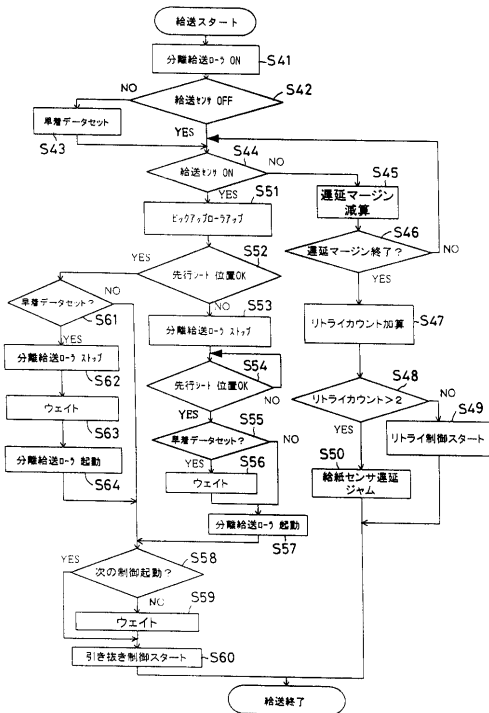 給送スタート
分離給送ローラ ON
S41
NO
給送センサ OFF
S42
早着データセット
S43
YES
給送センサ ON
S44
NO
S45
遅延マージン
減算
YES
S51
ピックアップローラアップ
S46
遅延マージン終了?
NO
YES
YES
S52
先行シート 位置OK
NO
S53
早着データセット?
NO
S61
分離給送ローラ ストップ
リトライカウント加算
S47
YES
分離給送ローラ ストップ
S62
先行シート 位置OK
S54
S48
リトライカウント>2
NO
S49
リトライ制御スタート
YES
S55
早着データセット?
NO
ウェイト
S63
YES
S56
ウェイト
YES
S50
給紙センサ遅延
ジャム
分離給送ローラ 起動
S64
分離給送ローラ 起動
S57
YES
S58
次の制御起動?
NO
S59
ウェイト
引き抜き制御スタート
S60
給送終了